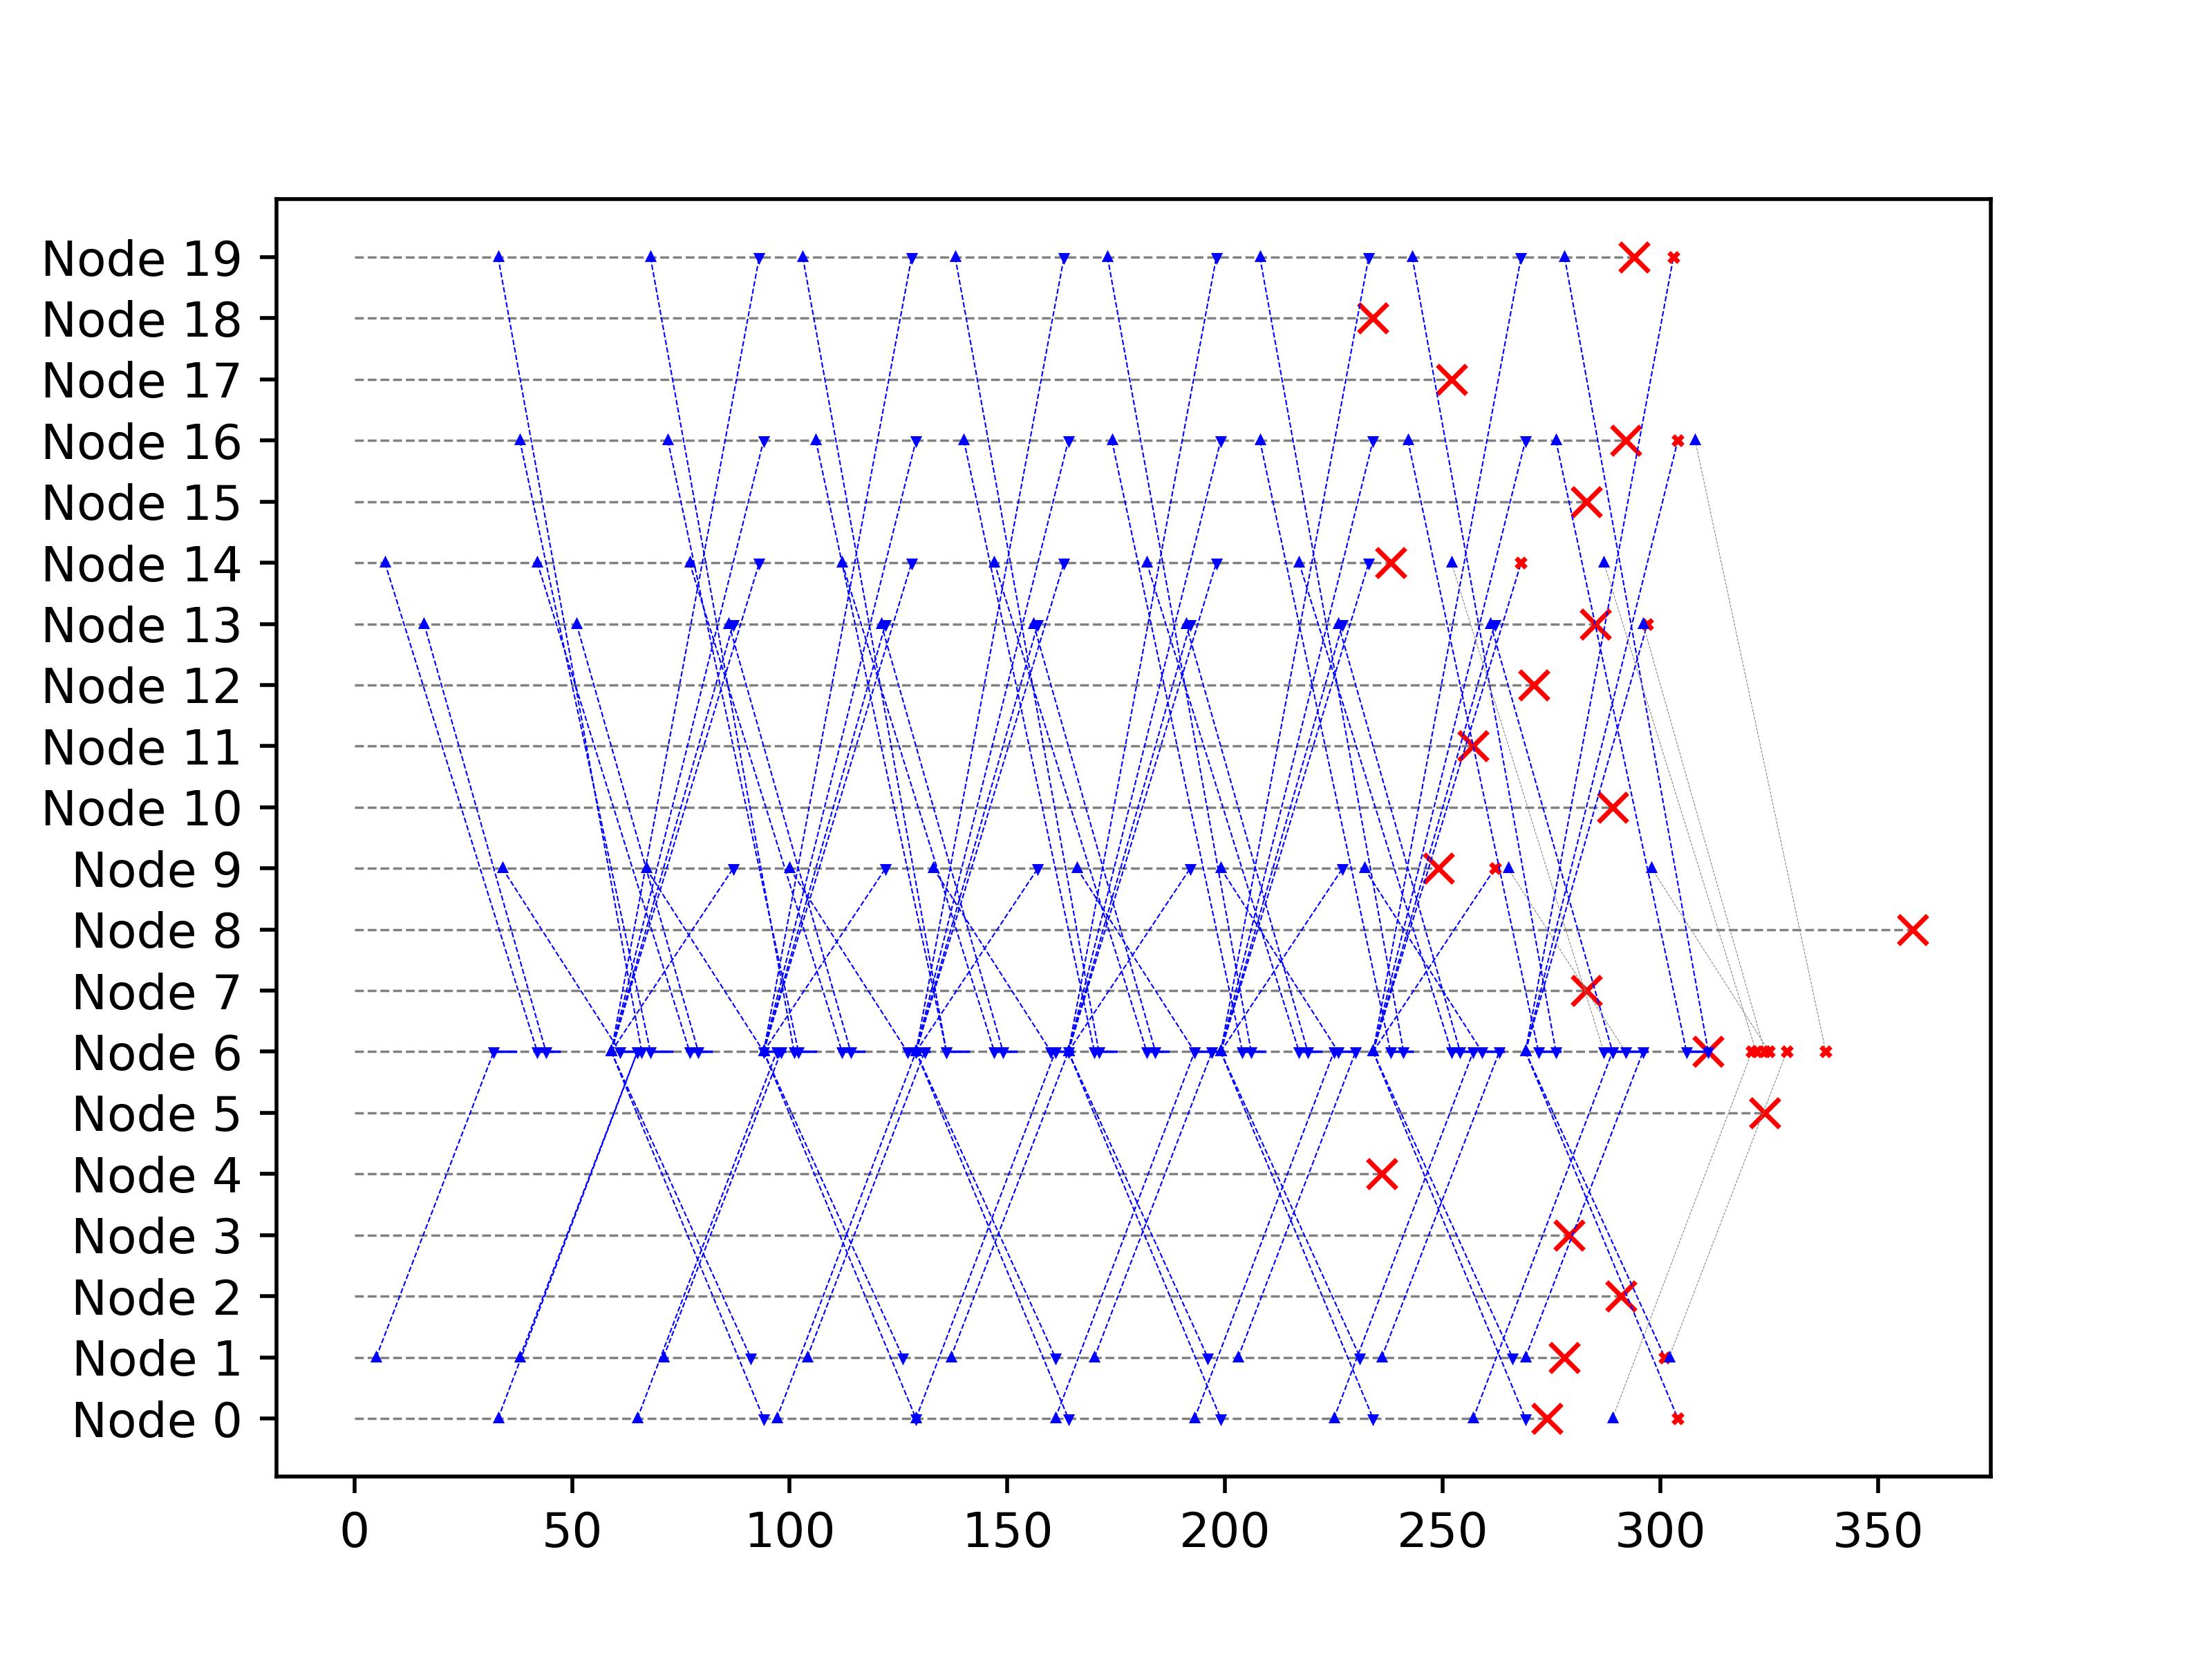 Node 19
Node 18
Node 17
Node 16
Node 15
Node 14
Node 13
Node 12
Node 11
Node 10
Node 9
Node 8
Node 7
Node 6
Node 5
Node 4
Node 3
Node 2
Node 1
Node 0
0 50 100 150 200 250 300 350